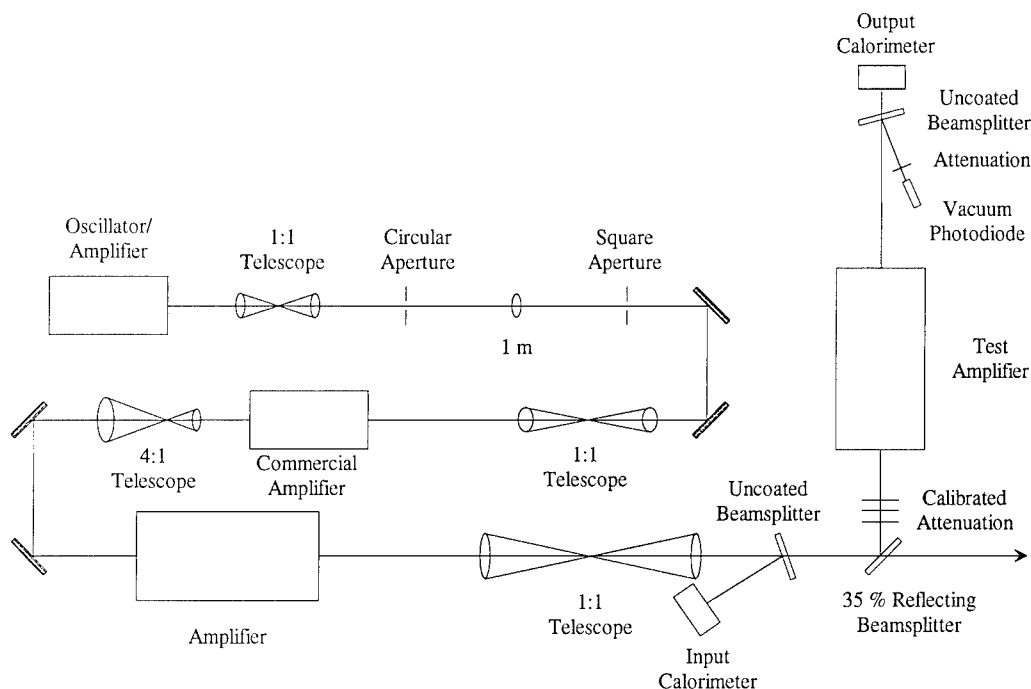 Output
Calorimeter
Uncoated
Beamsplitter
Attenuation
Vacuum
Photodiode
Oscillator/
Amplifier
1:1
Telescope
Circular
Aperture
Square
Aperture
1 m
Test
Amplifier
4:1
Telescope
Commercial
Amplifier
1:1
Telescope
Uncoated
Beamsplitter
Calibrated
Attenuation
Amplifier
1:1
Telescope
Input
Calorimeter
35 % Reflecting
Beamsplitter